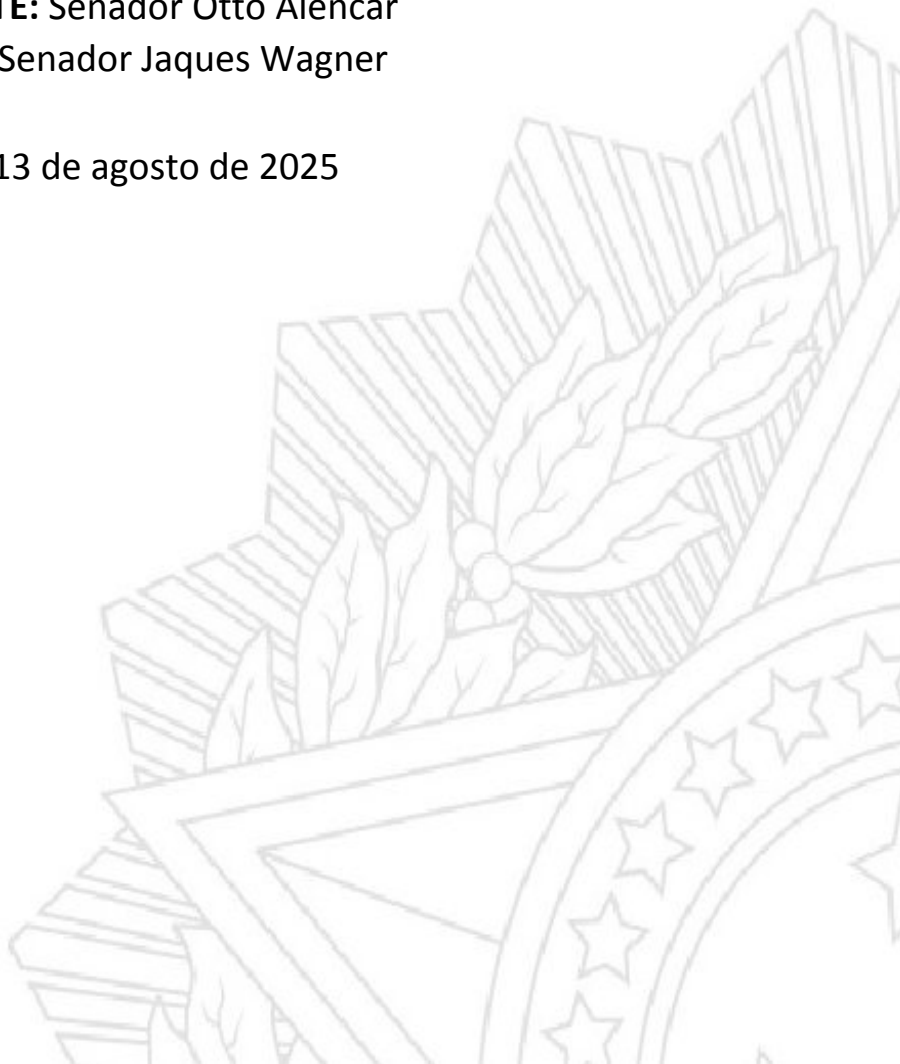 TE: Senador Otto Alencar
Senador Jaques Wagner
13 de agosto de 2025